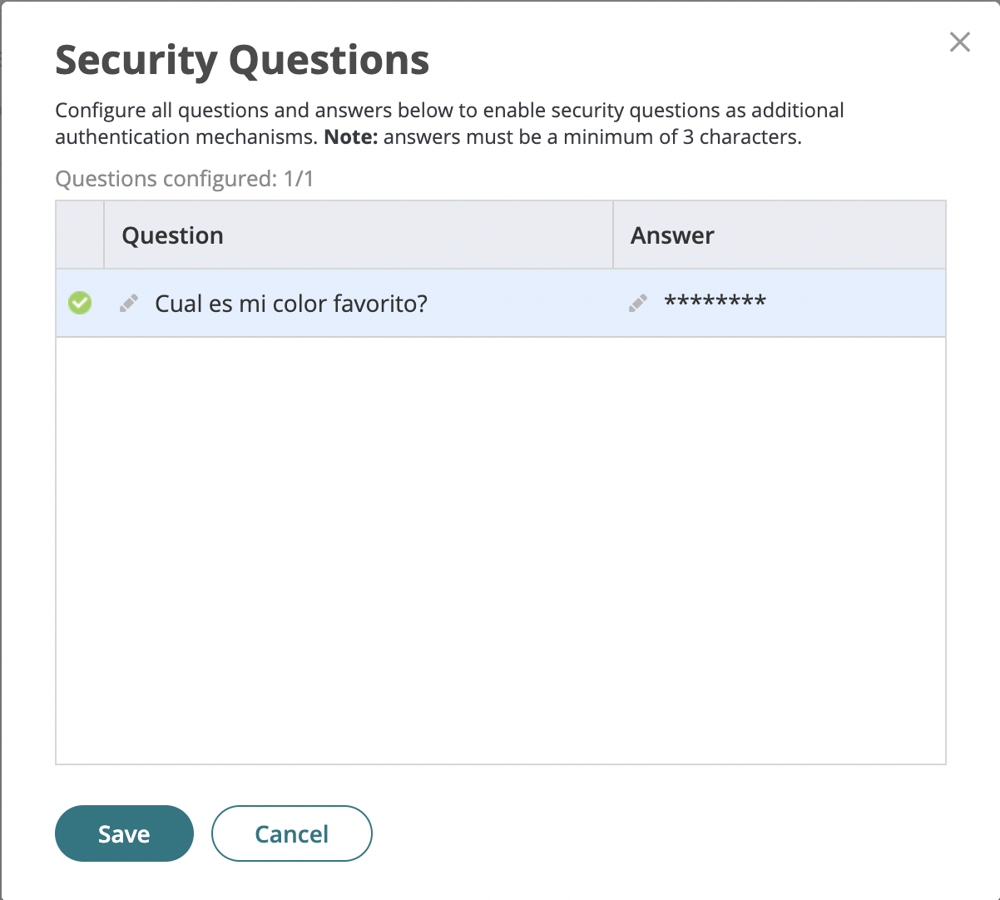 Security Questions
Configure all questions and answers below to enable security questions as additional
authentication mechanisms. Note: answers must be a minimum of 3 characters.
Questions configured: 1/1
Question Answer
Cual es mi color favorito? ********
Save Cancel